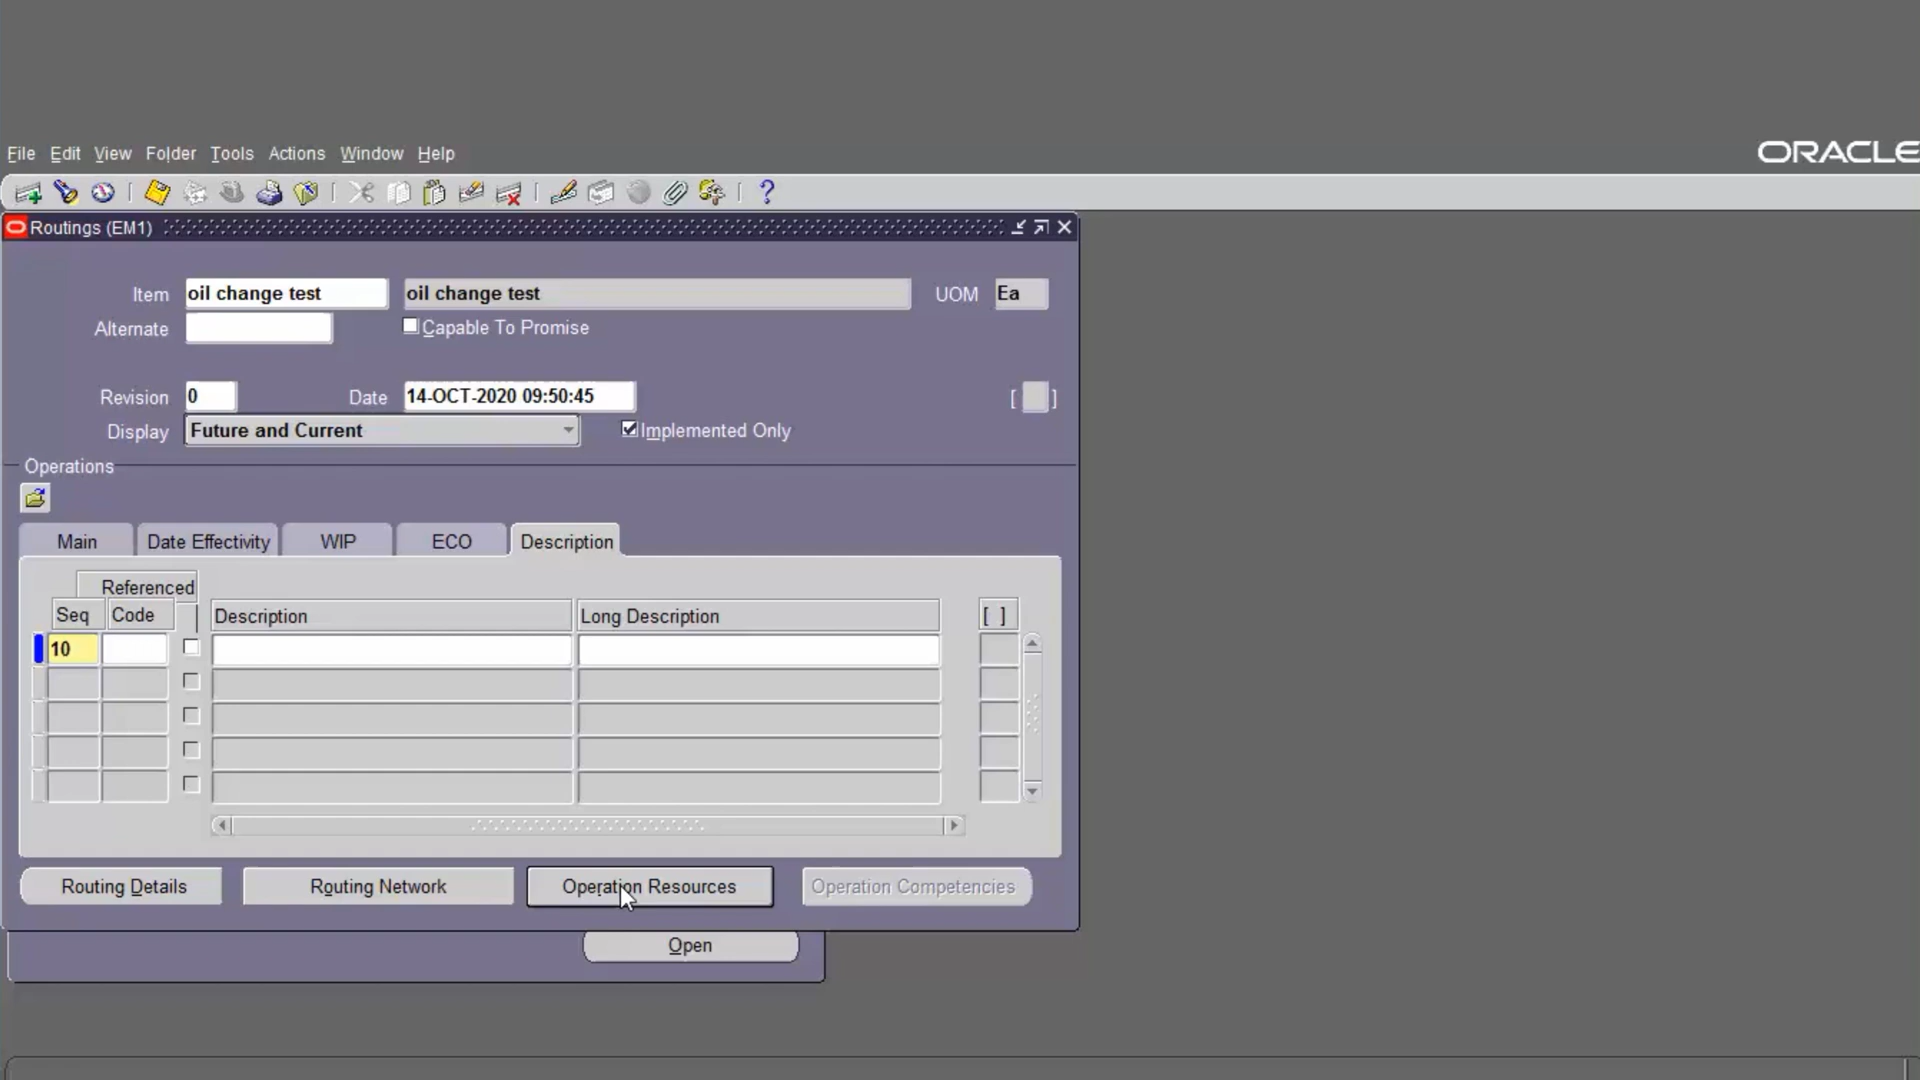 File Edit View Folder Tools Actions Window Help
ORACLE
Routings (EM1)
Item oil change test oil change test UOM Ea
Alternate Capable To Promise
Revision 0 Date 14-OCT-2020 09:50:45 [ ]
Display Future and Current Implemented Only
Operations
Main Date Effectivity WIP ECO Description
Referenced
Seq Code Description Long Description [ ]
10
Routing Details Routing Network Operation Resources Operation Competencies
Open